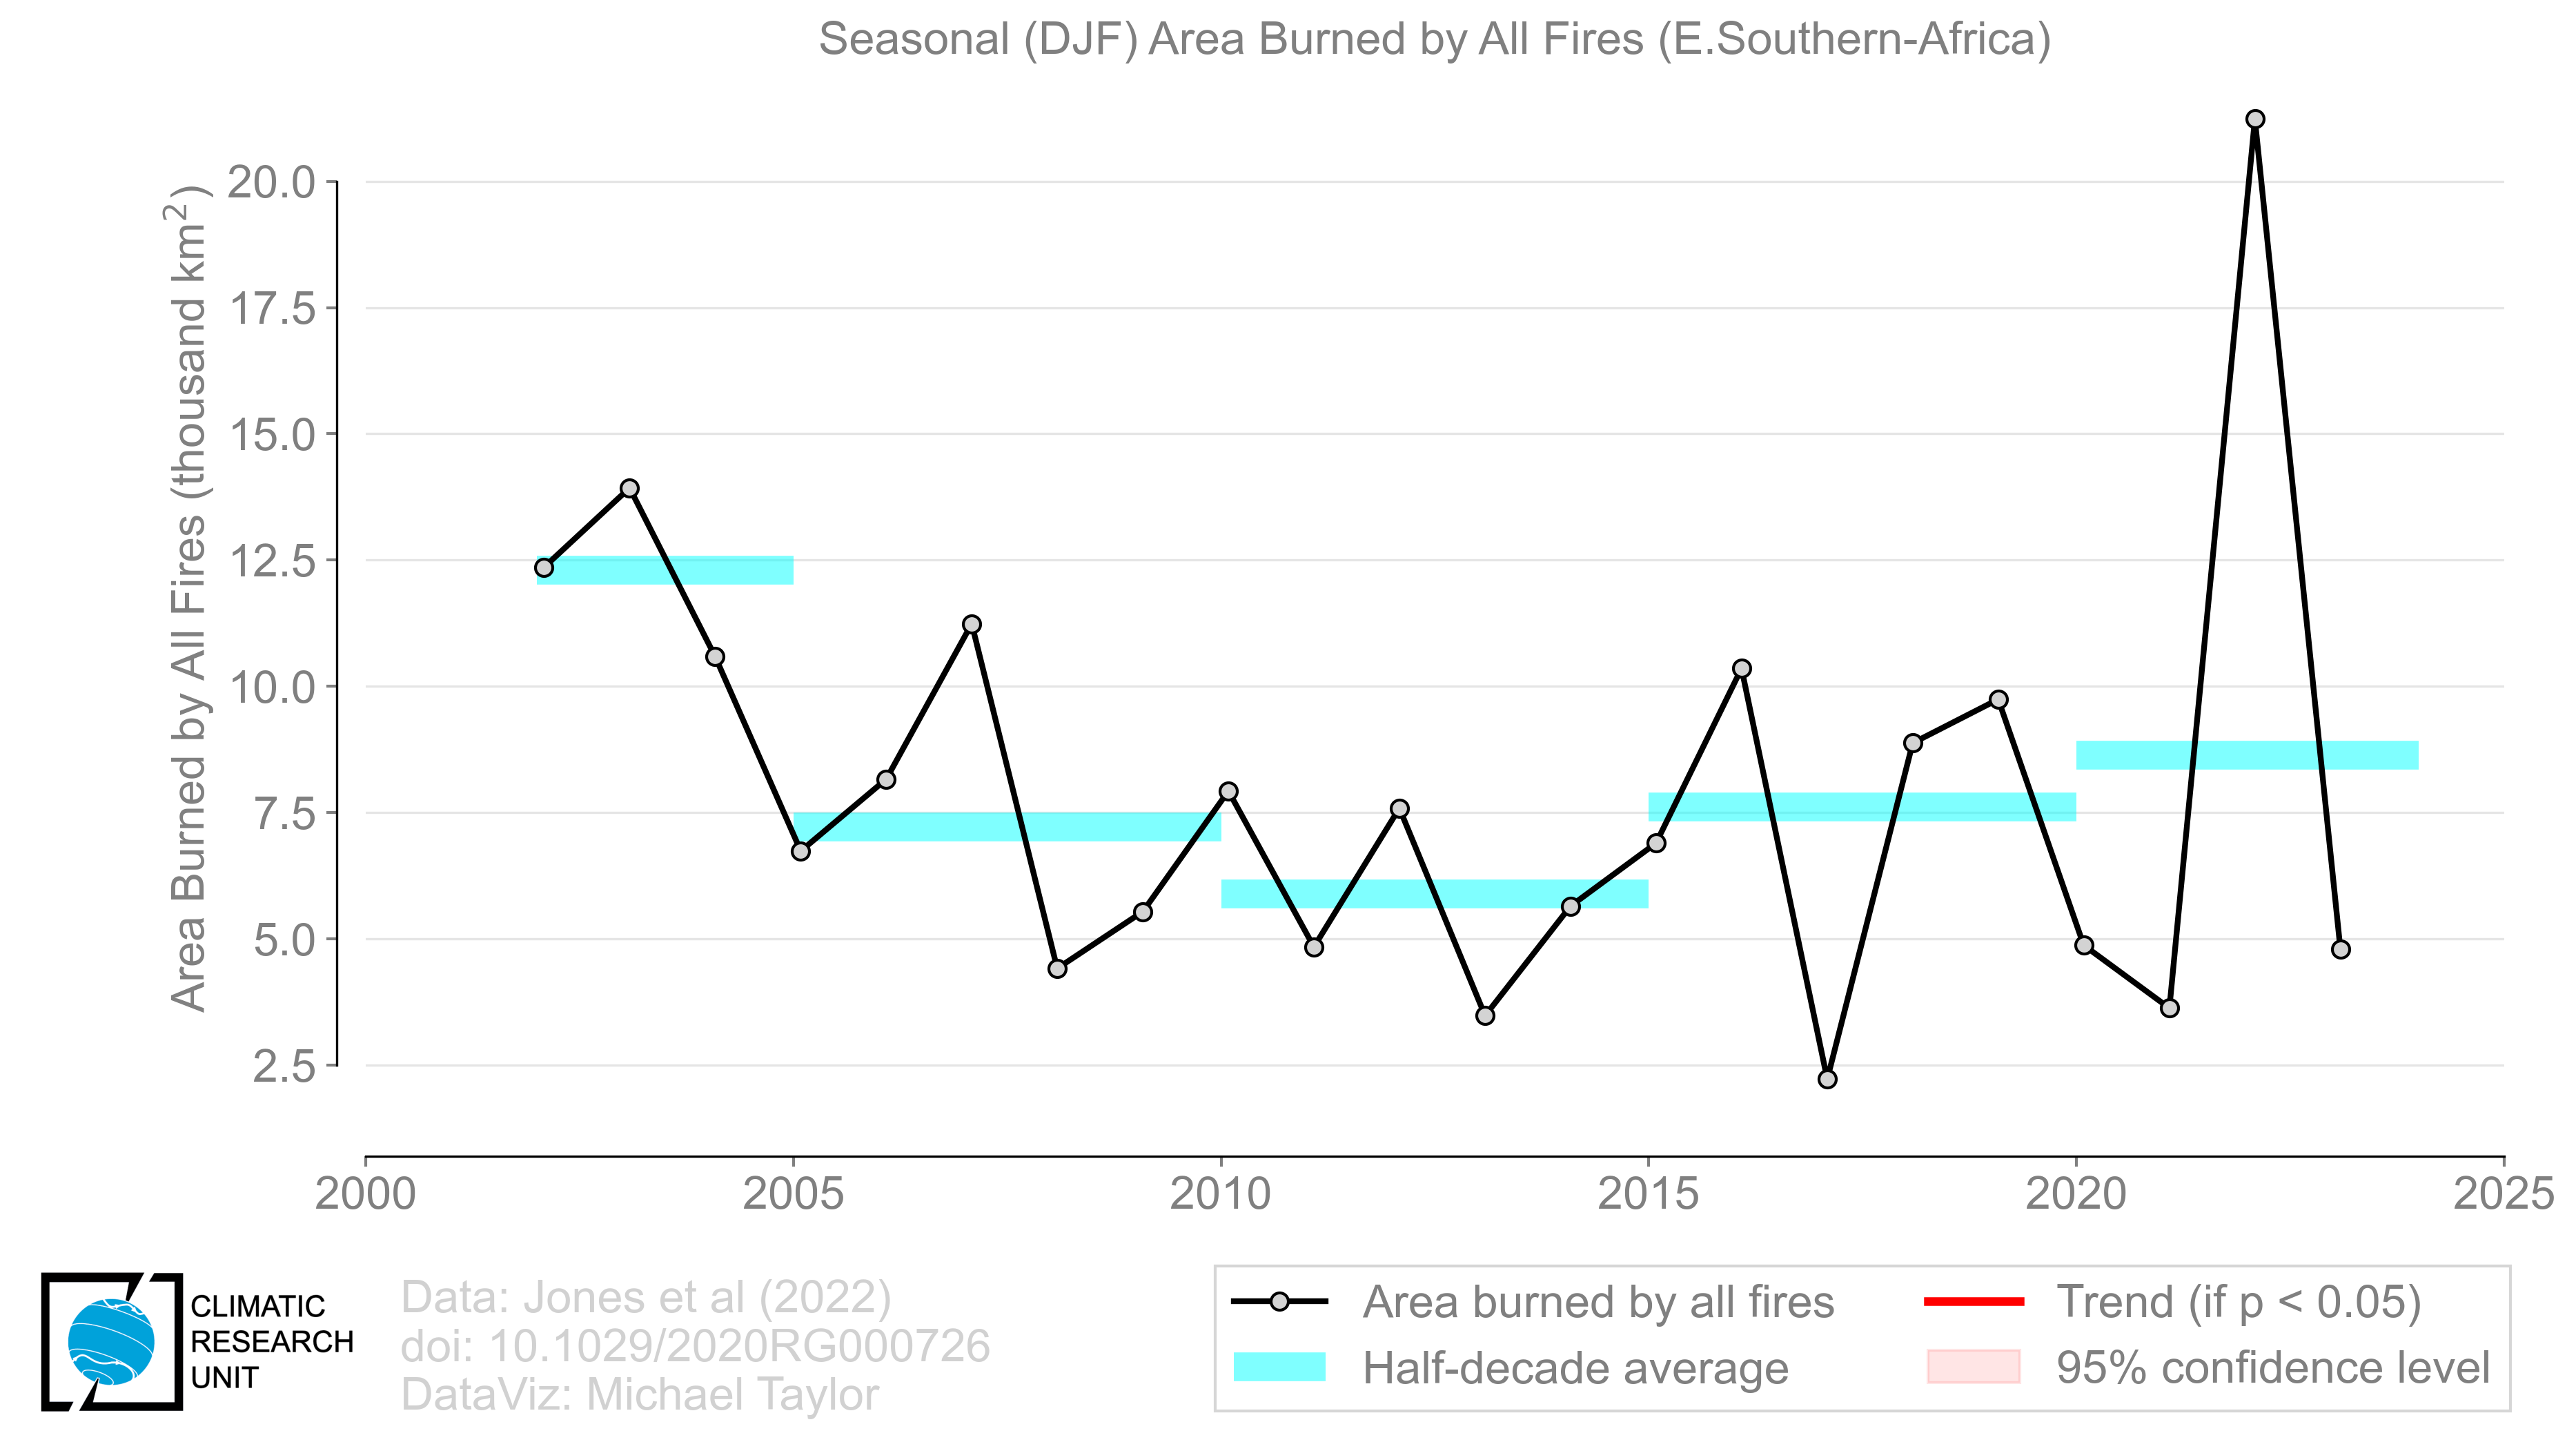 Seasonal (DJF) Area Burned by All Fires (E.Southern-Africa)
Area Burned by All Fires (thousand km²)
20.0
17.5
15.0
12.5
10.0
7.5
5.0
2.5
2000 2005 2010 2015 2020 2025
CLIMATIC
RESEARCH
UNIT
Data: Jones et al (2022)
doi: 10.1029/2020RG000726
DataViz: Michael Taylor
Area burned by all fires
Half-decade average
Trend (if p < 0.05)
95% confidence level